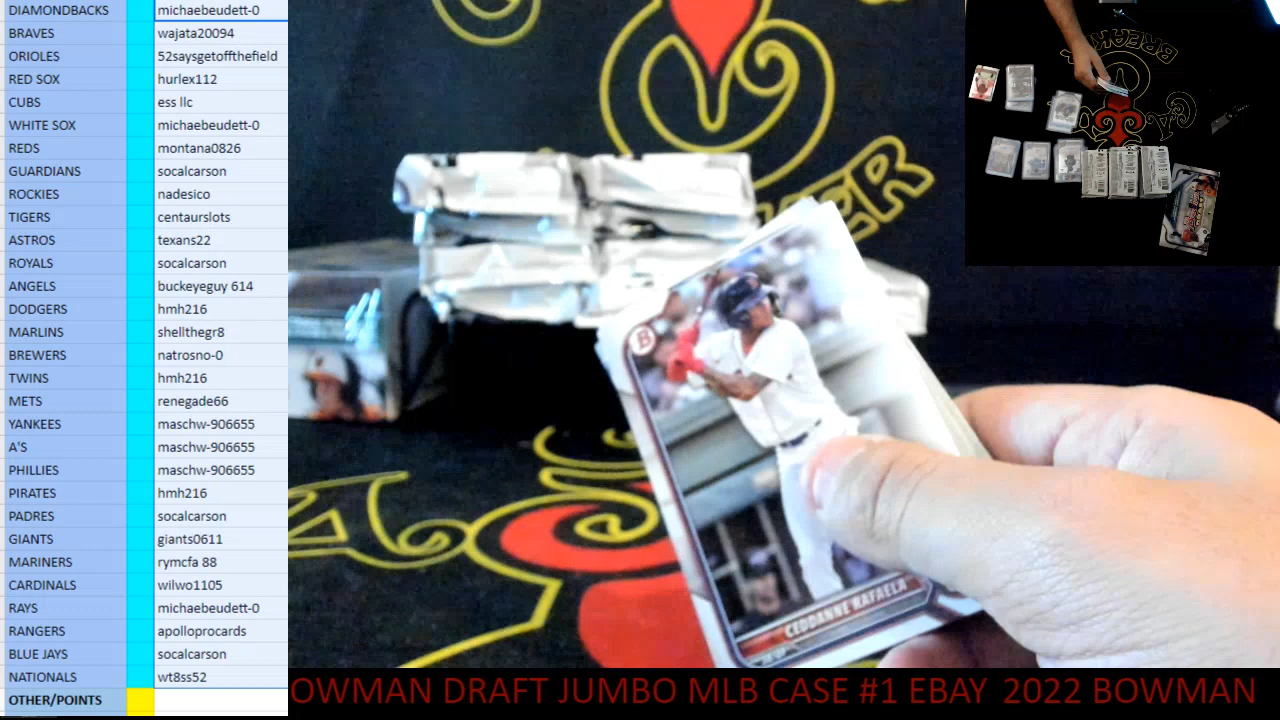 DIAMONDBACKS michaebeudett-0
BRAVES wajata20094
ORIOLES 52saysgetoffthefield
RED SOX hurlex112
CUBS ess llc
WHITE SOX michaebeudett-0
REDS montana0826
GUARDIANS socalcarson
ROCKIES nadesico
TIGERS centaurslots
ASTROS texans22
ROYALS socalcarson
ANGELS buckeyeguy 614
DODGERS hmh216
MARLINS shellthegr8
BREWERS natrosno-0
TWINS hmh216
METS renegade66
YANKEES maschw-906655
A'S maschw-906655
PHILLIES maschw-906655
PIRATES hmh216
PADRES socalcarson
GIANTS giants0611
MARINERS rymcfa 88
CARDINALS wilwo1105
RAYS michaebeudett-0
RANGERS apolloprocards
BLUE JAYS socalcarson
NATIONALS wt8ss52
OTHER/POINTS
BREAK
ER
B
CEDDANNE RAFAELA
OWMAN DRAFT JUMBO MLB CASE #1 EBAY 2022 BOWMAN